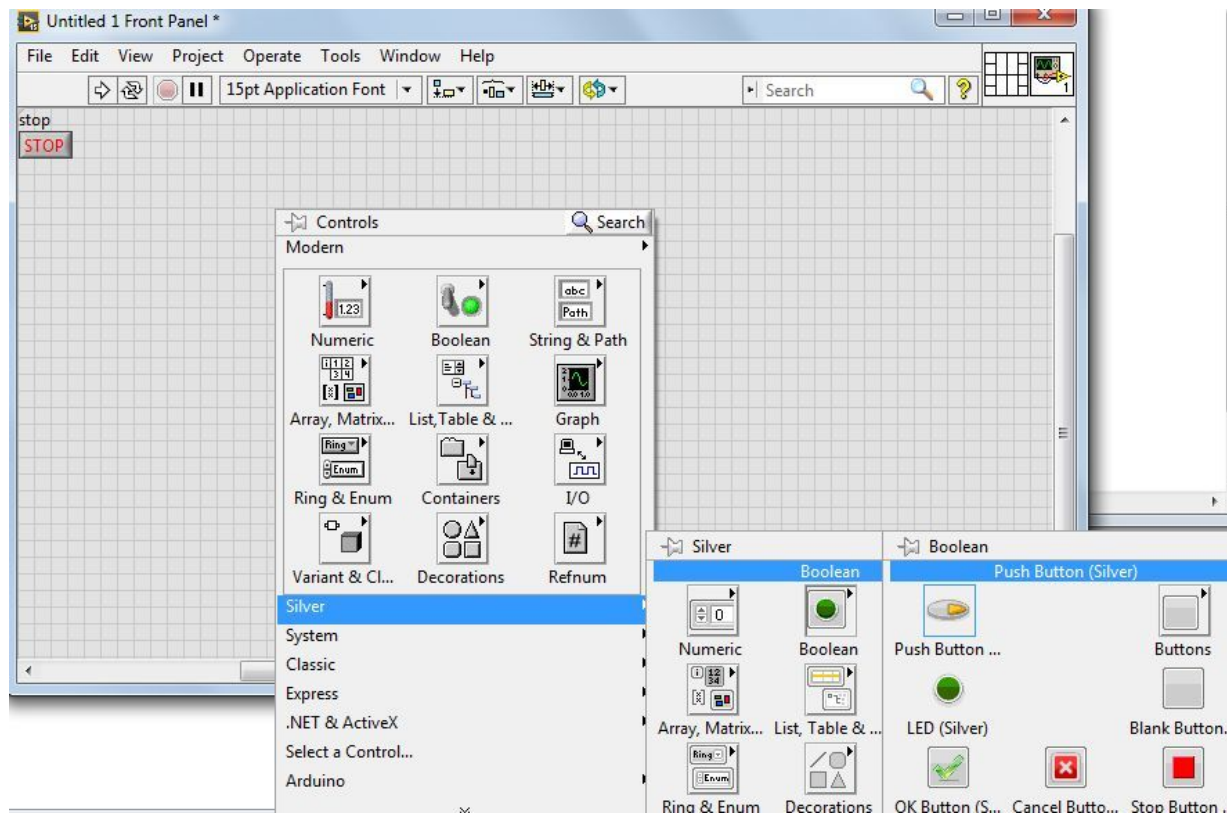 Untitled 1 Front Panel *
File Edit View Project Operate Tools Window Help
15pt Application Font
Search
1
stop
STOP
Controls Search
Modern
1.23
abc
Path
Numeric Boolean String & Path
Array, Matrix... List, Table & ... Graph
Ring
Enum
Ring & Enum Containers I/O
#
Variant & Cl... Decorations Refnum
Silver
System
Classic
Express
.NET & ActiveX
Select a Control...
Arduino
Silver
Boolean
0
Numeric Boolean
Array, Matrix... List, Table & ...
Ring
Enum
Ring & Enum Decorations
Boolean
Push Button (Silver)
Push Button ... Buttons
LED (Silver) Blank Button.
OK Button (S... Cancel Butto... Stop Button .